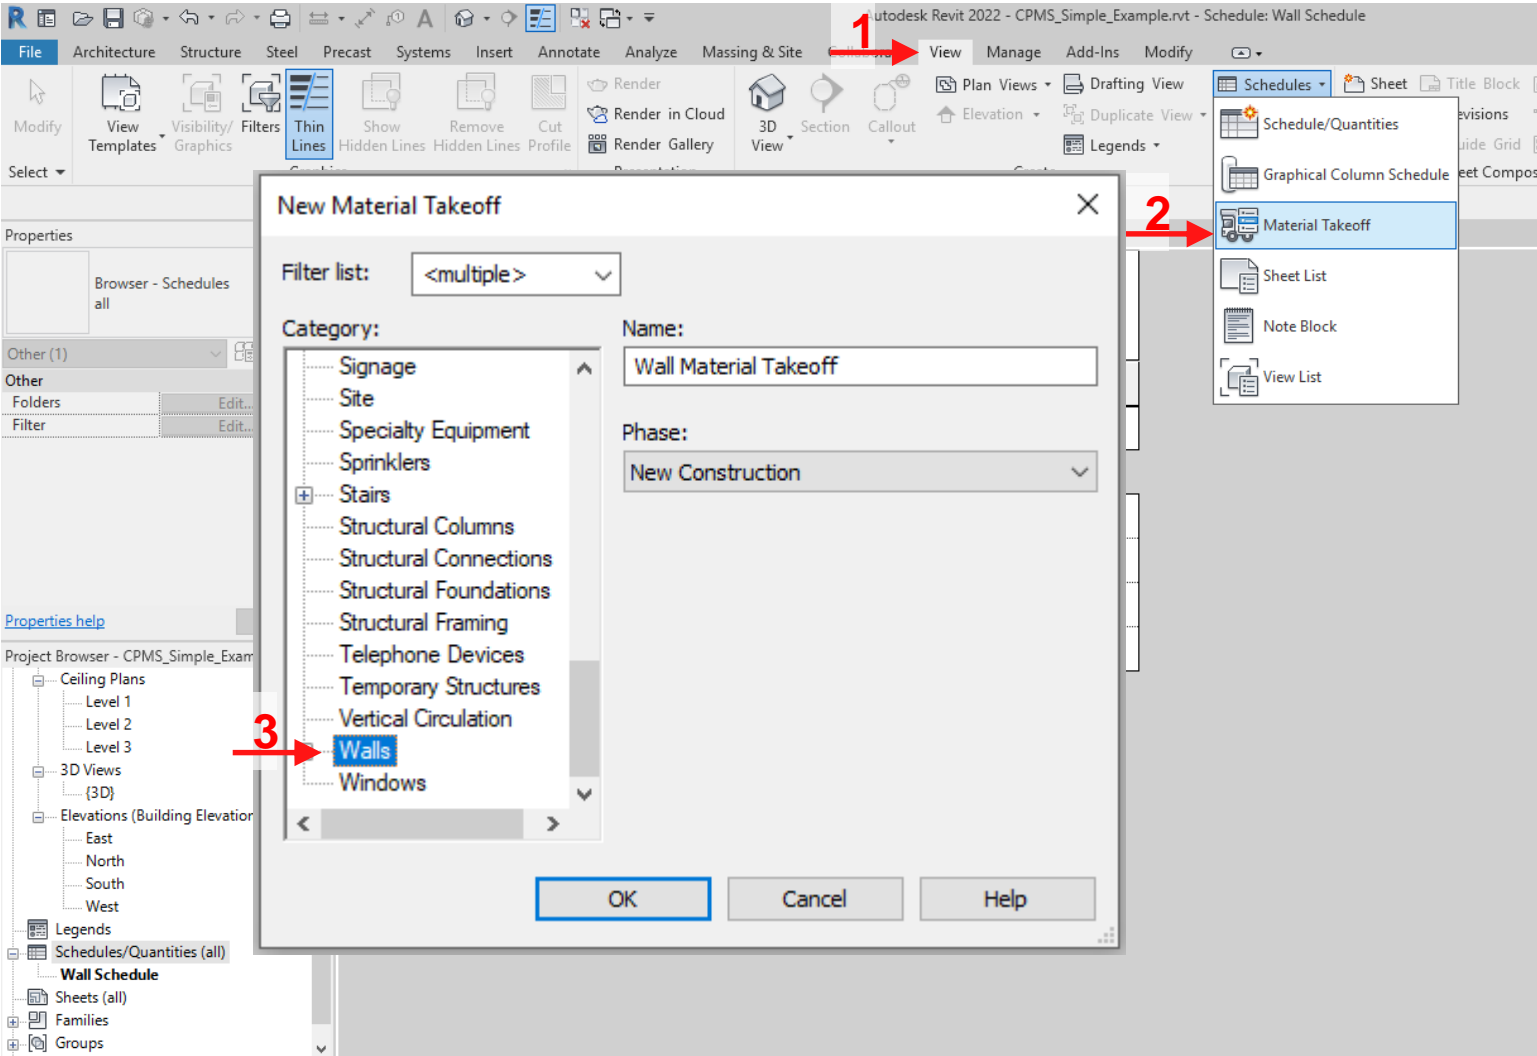 Autodesk Revit 2022 - CPMS_Simple_Example.rvt - Schedule: Wall Schedule
1
File Architecture Structure Steel Precast Systems Insert Annotate Analyze Massing & Site View Manage Add-Ins Modify
Modify
View
Templates
Visibility/
Graphics
Filters
Thin
Lines
Show
Hidden Lines
Remove
Hidden Lines
Cut
Profile
Render
Render in Cloud
Render Gallery
3D
View
Section
Callout
Plan Views
Elevation
Drafting View
Duplicate View
Legends
Schedules
Sheet
Title Block
Select
Schedule/Quantities
Graphical Column Schedule
2
Material Takeoff
Sheet List
Note Block
View List
Properties
Browser - Schedules
all
Other (1)
Other
Folders Edit...
Filter Edit...
Properties help
Project Browser - CPMS_Simple_Exam
Ceiling Plans
Level 1
Level 2
Level 3
3D Views
{3D}
Elevations (Building Elevation
East
North
South
West
Legends
Schedules/Quantities (all)
Wall Schedule
Sheets (all)
Families
Groups
New Material Takeoff
Filter list: <multiple>
Category:
Signage
Site
Specialty Equipment
Sprinklers
Stairs
Structural Columns
Structural Connections
Structural Foundations
Structural Framing
Telephone Devices
Temporary Structures
Vertical Circulation
3
Walls
Windows
Name:
Wall Material Takeoff
Phase:
New Construction
OK Cancel Help